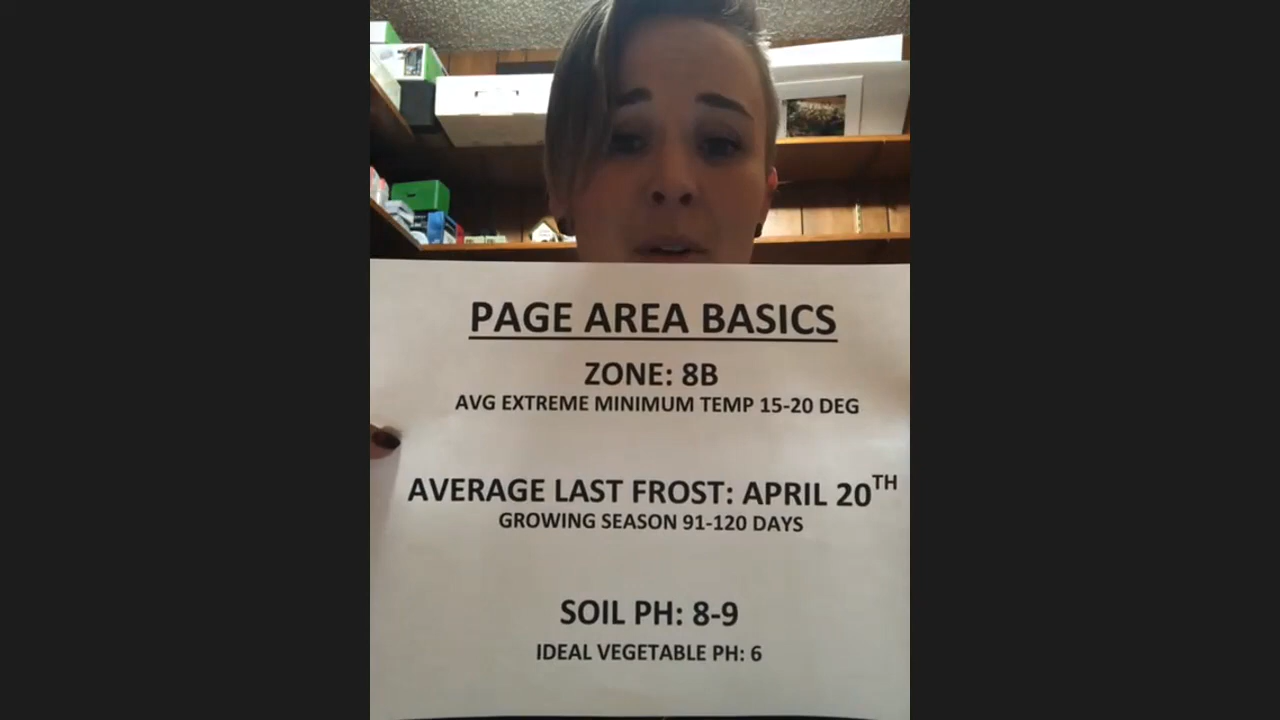 PAGE AREA BASICS
ZONE: 8B
AVG EXTREME MINIMUM TEMP 15-20 DEG
AVERAGE LAST FROST: APRIL 20TH
GROWING SEASON 91-120 DAYS
SOIL PH: 8-9
IDEAL VEGETABLE PH: 6